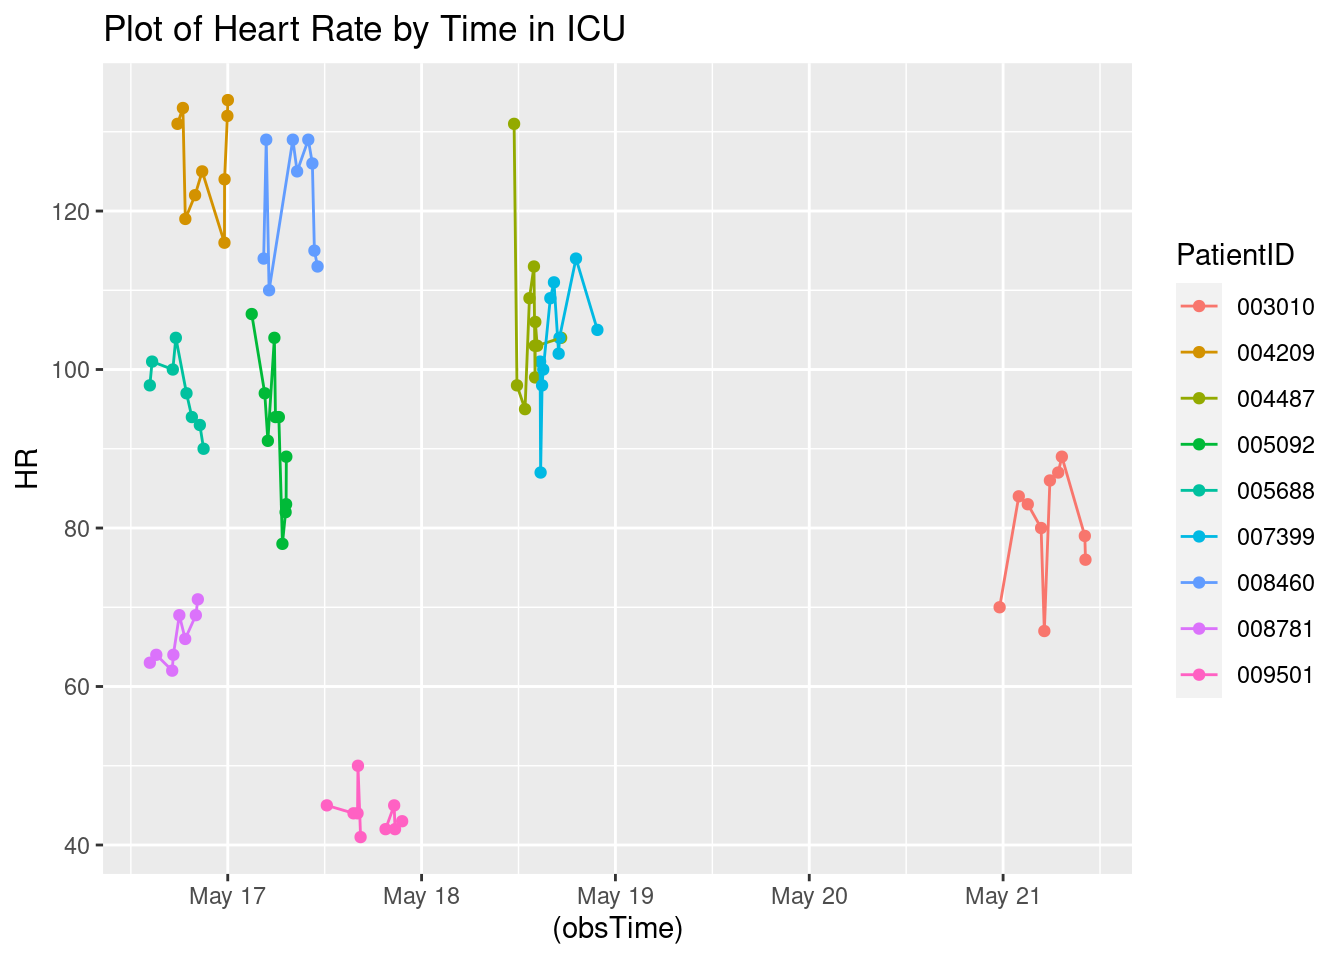 Plot of Heart Rate by Time in ICU
HR
120
100
80
60
40
May 17
May 18
May 19
May 20
May 21
(obsTime)
PatientID
003010
004209
004487
005092
005688
007399
008460
008781
009501